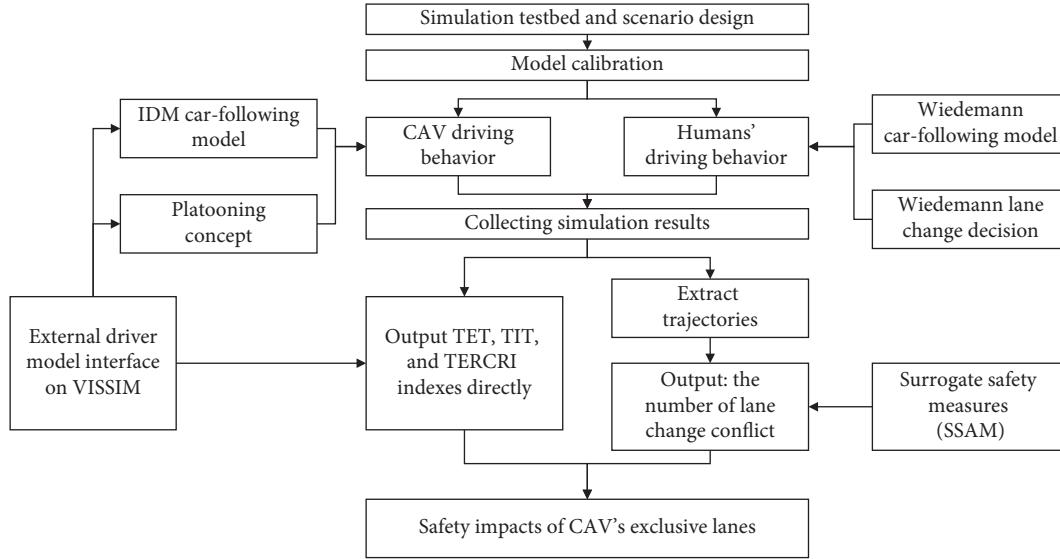 Simulation testbed and scenario design
Model calibration
IDM car-following
model
CAV driving
behavior
Humans'
driving behavior
Wiedemann
car-following model
Platooning
concept
Wiedemann lane
change decision
Collecting simulation results
External driver
model interface
on VISSIM
Output TET, TIT,
and TERCRI
indexes directly
Extract
trajectories
Output: the
number of lane
change conflict
Surrogate safety
measures
(SSAM)
Safety impacts of CAV's exclusive lanes